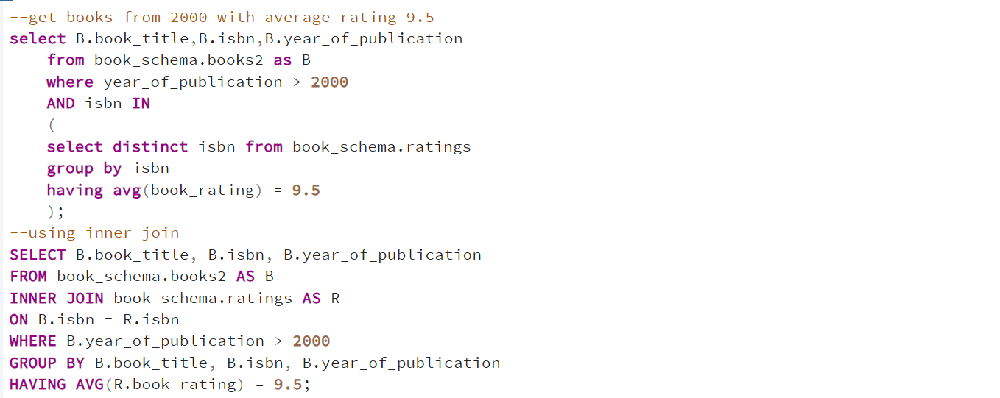 --get books from 2000 with average rating 9.5
select B.book_title,B.isbn,B.year_of_publication
    from book_schema.books2 as B
    where year_of_publication > 2000
    AND isbn IN
    (
    select distinct isbn from book_schema.ratings
    group by isbn
    having avg(book_rating) = 9.5
    );
--using inner join
SELECT B.book_title, B.isbn, B.year_of_publication
FROM book_schema.books2 AS B
INNER JOIN book_schema.ratings AS R
ON B.isbn = R.isbn
WHERE B.year_of_publication > 2000
GROUP BY B.book_title, B.isbn, B.year_of_publication
HAVING AVG(R.book_rating) = 9.5;